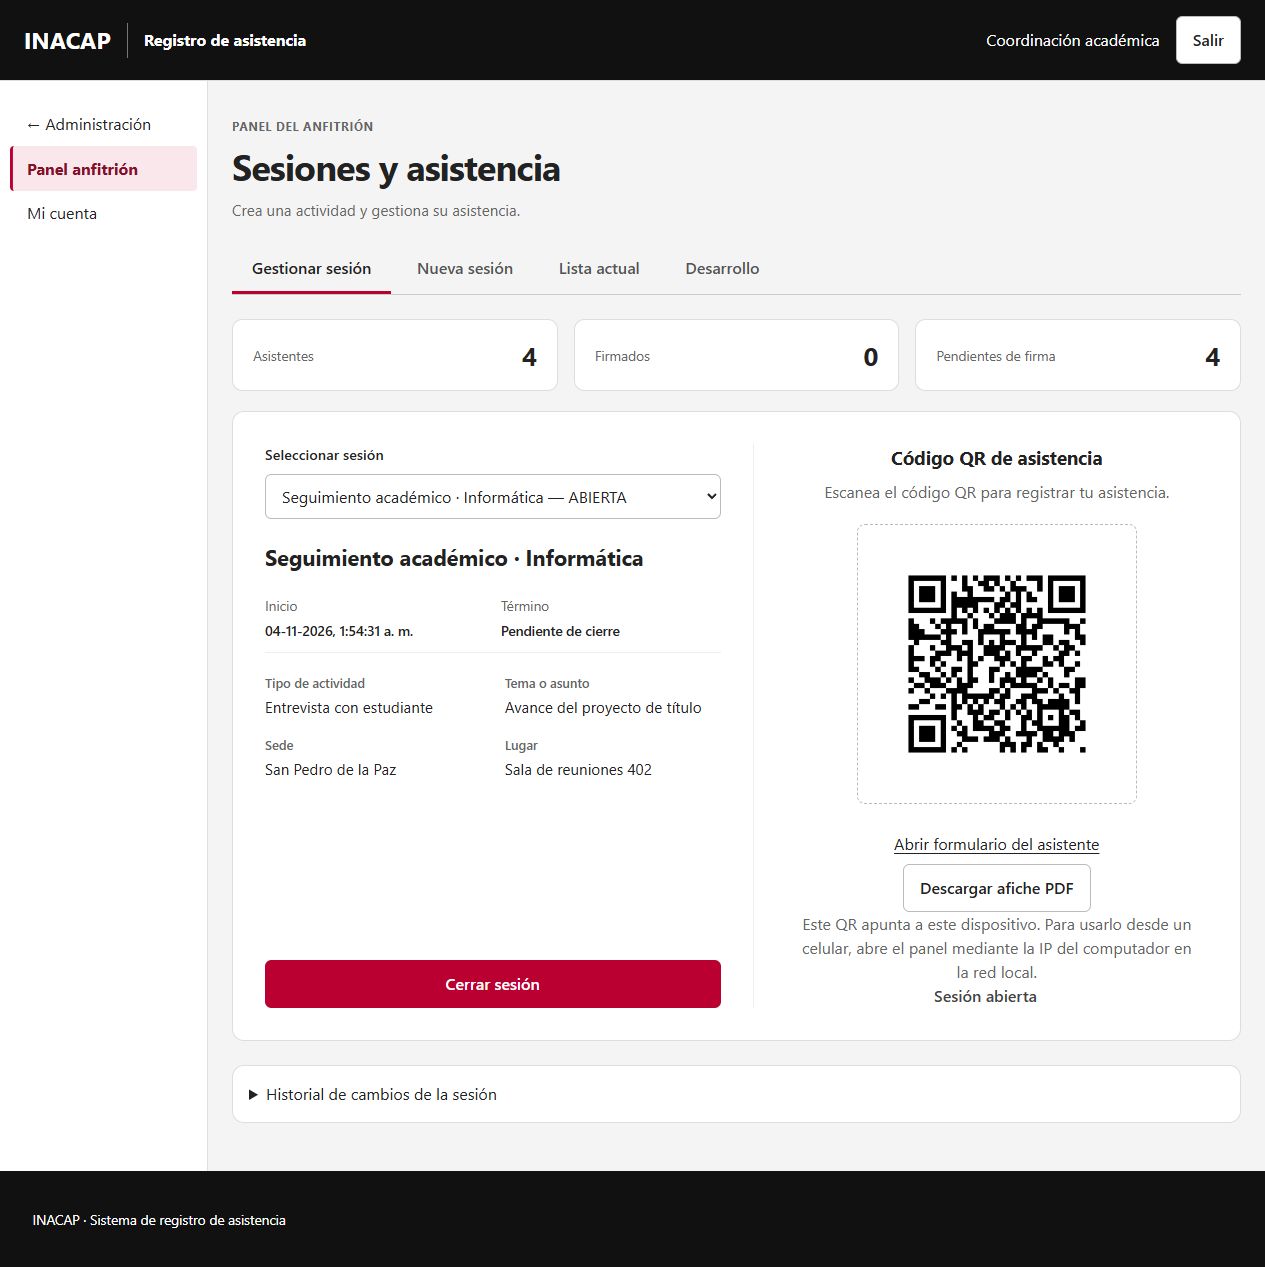 INACAP
Registro de asistencia
Coordinación académica
Salir
← Administración
Panel anfitrión
Mi cuenta
PANEL DEL ANFITRIÓN
Sesiones y asistencia
Crea una actividad y gestiona su asistencia.
Gestionar sesión
Nueva sesión
Lista actual
Desarrollo
Asistentes
4
Firmados
0
Pendientes de firma
4
Seleccionar sesión
Seguimiento académico · Informática — ABIERTA
Seguimiento académico · Informática
Inicio
04-11-2026, 1:54:31 a. m.
Término
Pendiente de cierre
Tipo de actividad
Entrevista con estudiante
Tema o asunto
Avance del proyecto de título
Sede
San Pedro de la Paz
Lugar
Sala de reuniones 402
Cerrar sesión
Código QR de asistencia
Escanea el código QR para registrar tu asistencia.
Abrir formulario del asistente
Descargar afiche PDF
Este QR apunta a este dispositivo. Para usarlo desde un
celular, abre el panel mediante la IP del computador en
la red local.
Sesión abierta
Historial de cambios de la sesión
INACAP · Sistema de registro de asistencia